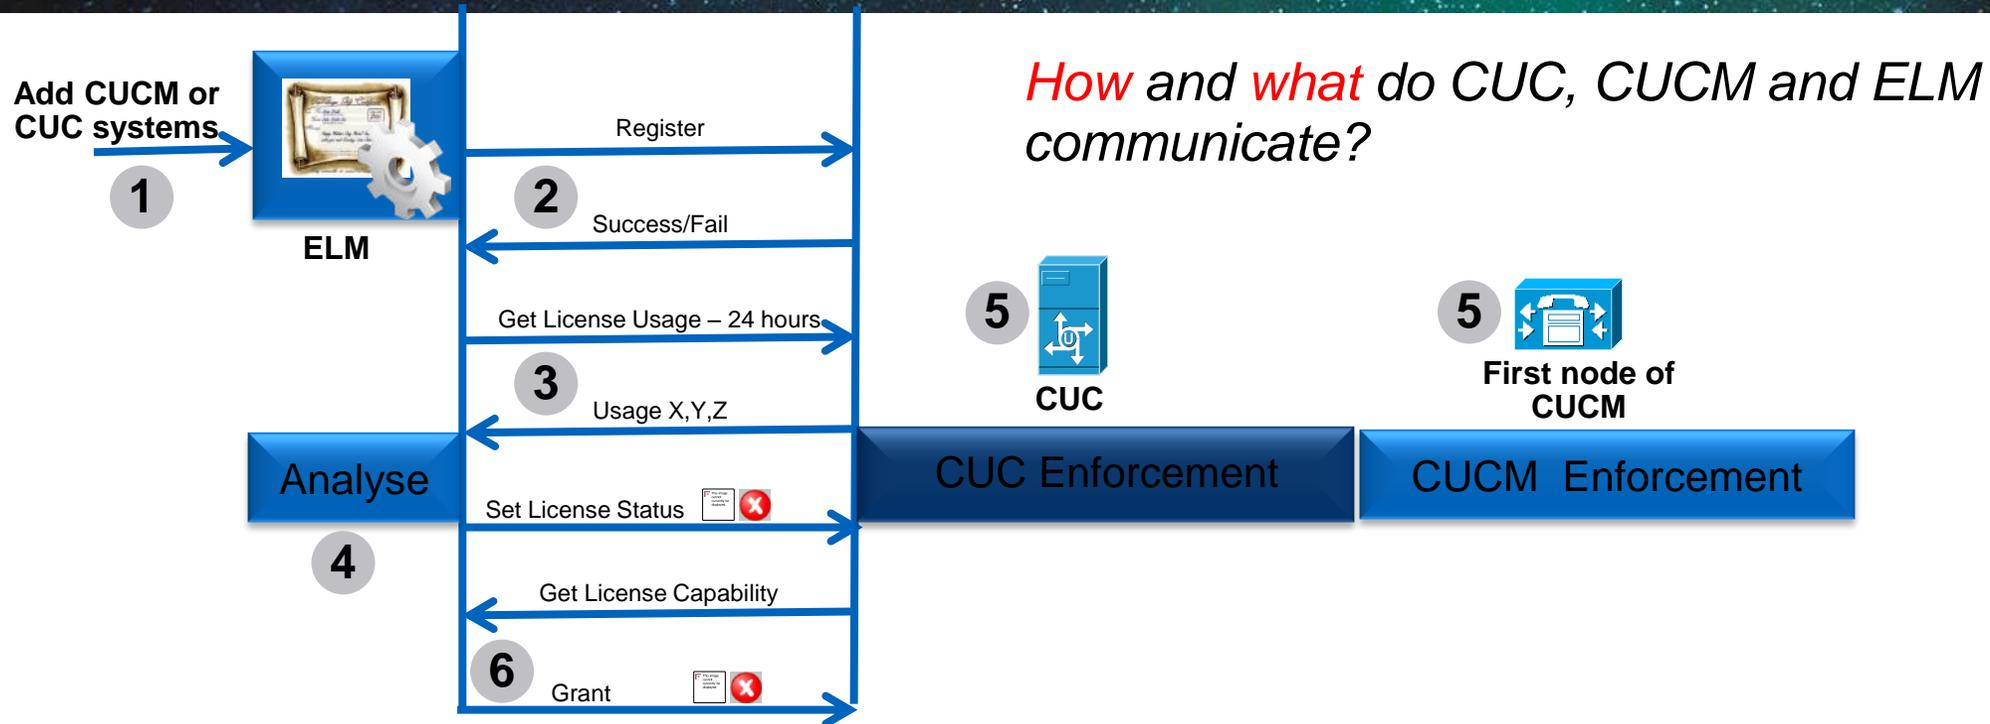 How and what do CUC, CUCM and ELM
communicate?
Add CUCM or
CUC systems
1
ELM
Register
2
Success/Fail
Get License Usage – 24 hours
3
Usage X,Y,Z
Analyse
4
Set License Status
Get License Capability
6
Grant
5
CUC
CUC Enforcement
5
First node of
CUCM
CUCM Enforcement